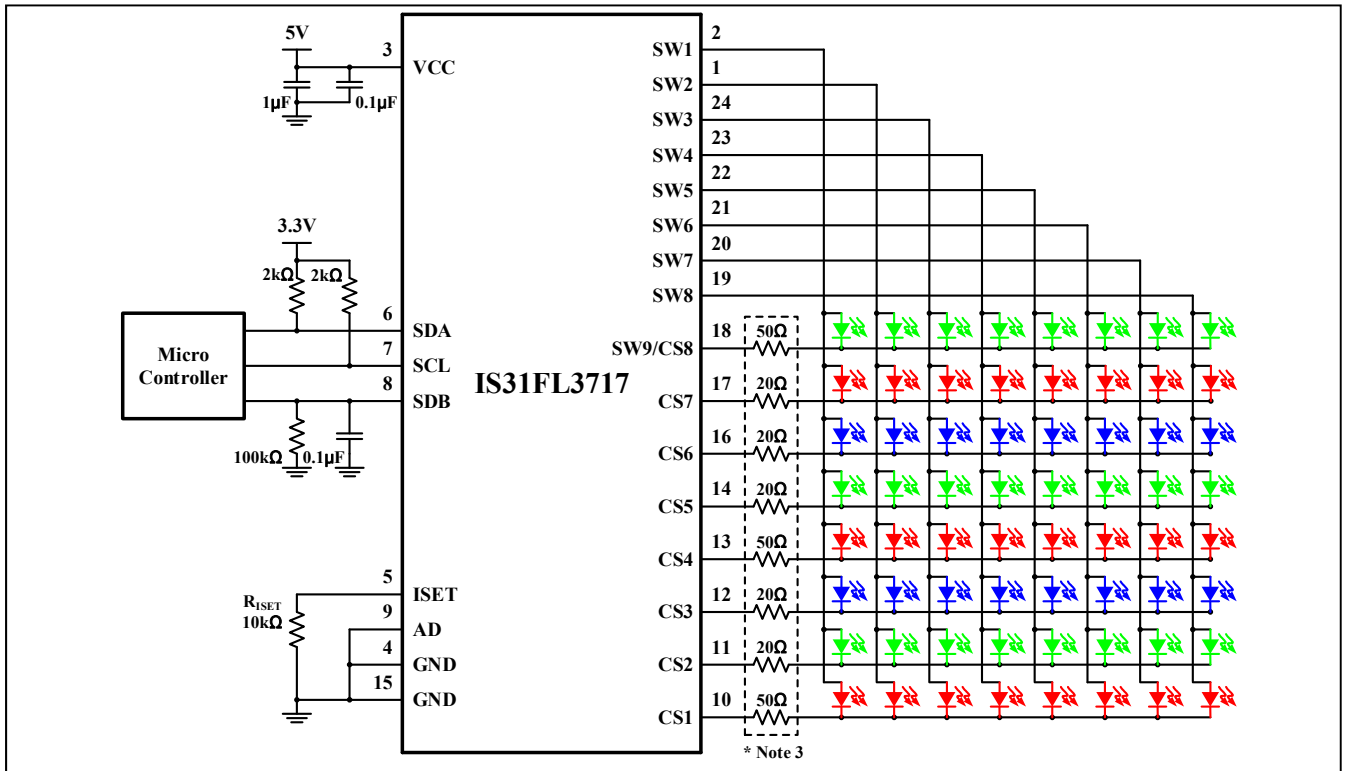 5V
3
VCC
1µF
0.1µF
3.3V
2kΩ
2kΩ
Micro
Controller
6
SDA
7
SCL
8
SDB
100kΩ
0.1µF
5
ISET
R_ISET
10kΩ
9
AD
4
GND
15
GND
IS31FL3717
2
SW1
1
SW2
24
SW3
23
SW4
22
SW5
21
SW6
20
SW7
19
SW8
18
50Ω
SW9/CS8
17
20Ω
CS7
16
20Ω
CS6
14
20Ω
CS5
13
50Ω
CS4
12
20Ω
CS3
11
20Ω
CS2
10
50Ω
CS1
* Note 3